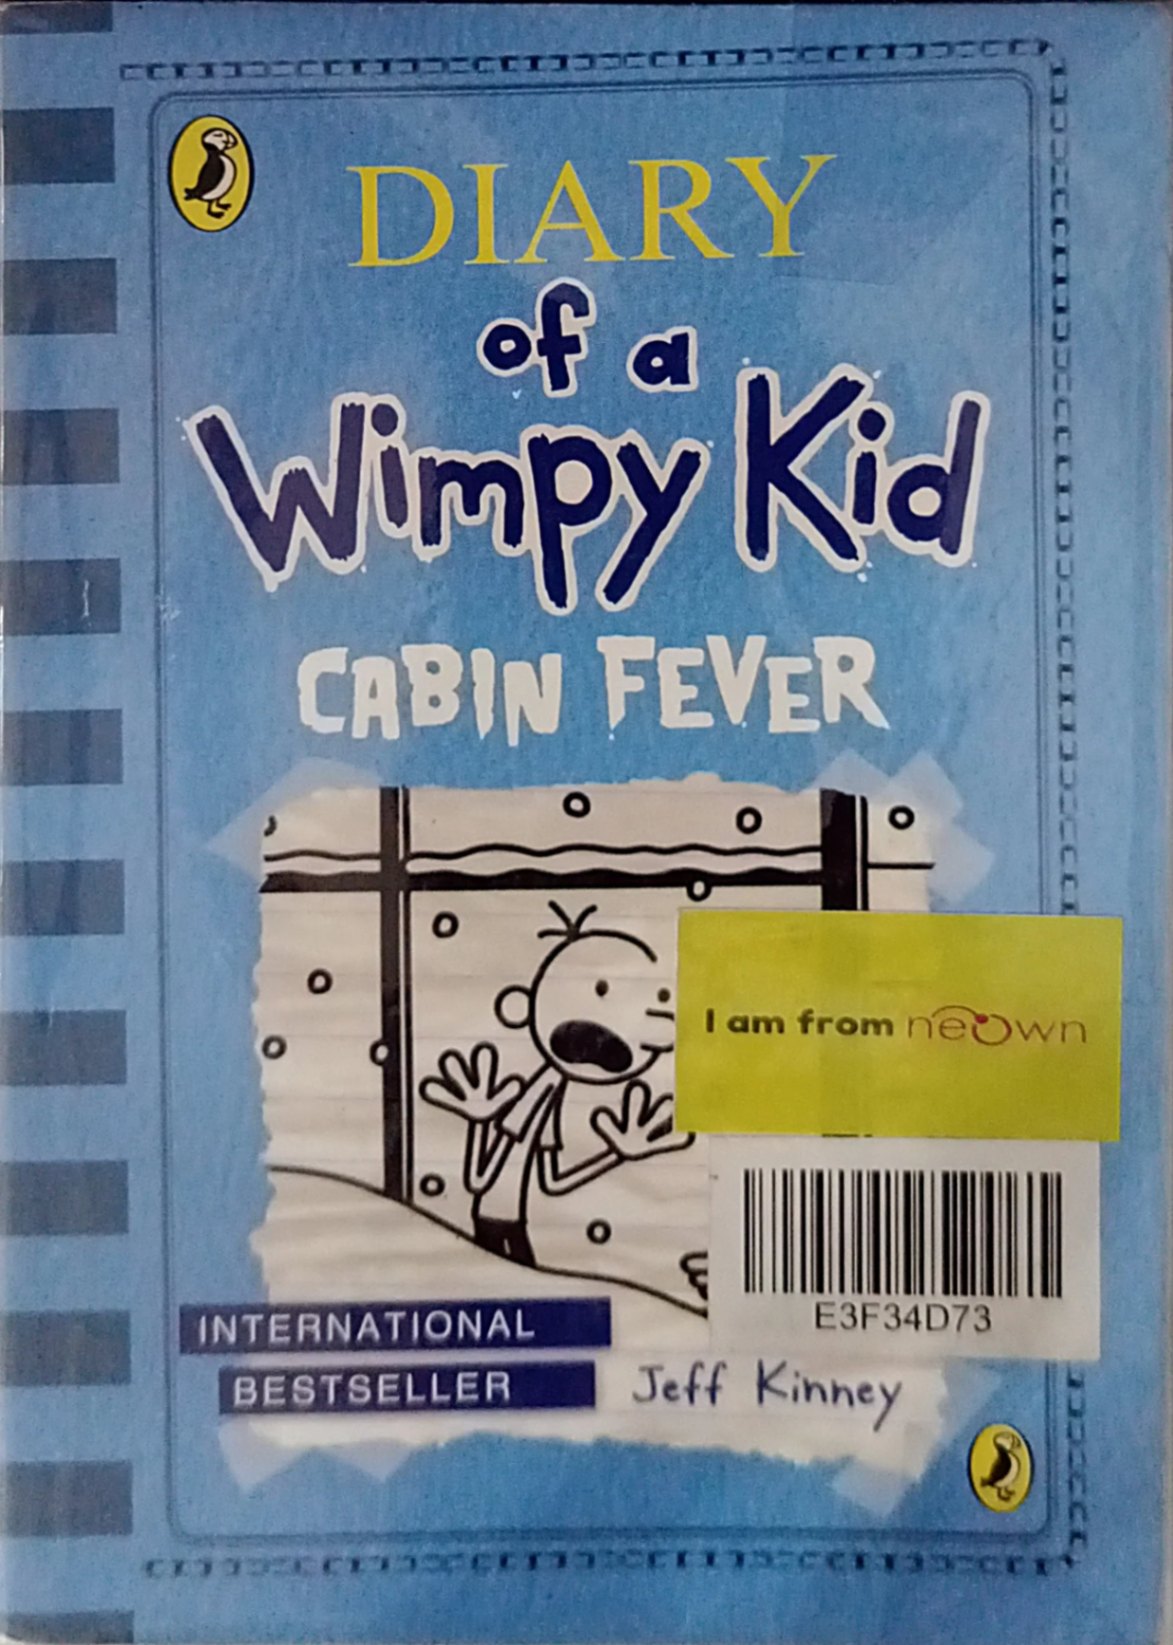 DIARY
of a
Wimpy Kid
CABIN FEVER
I am from neOwn
E3F34D73
INTERNATIONAL
BESTSELLER
Jeff Kinney